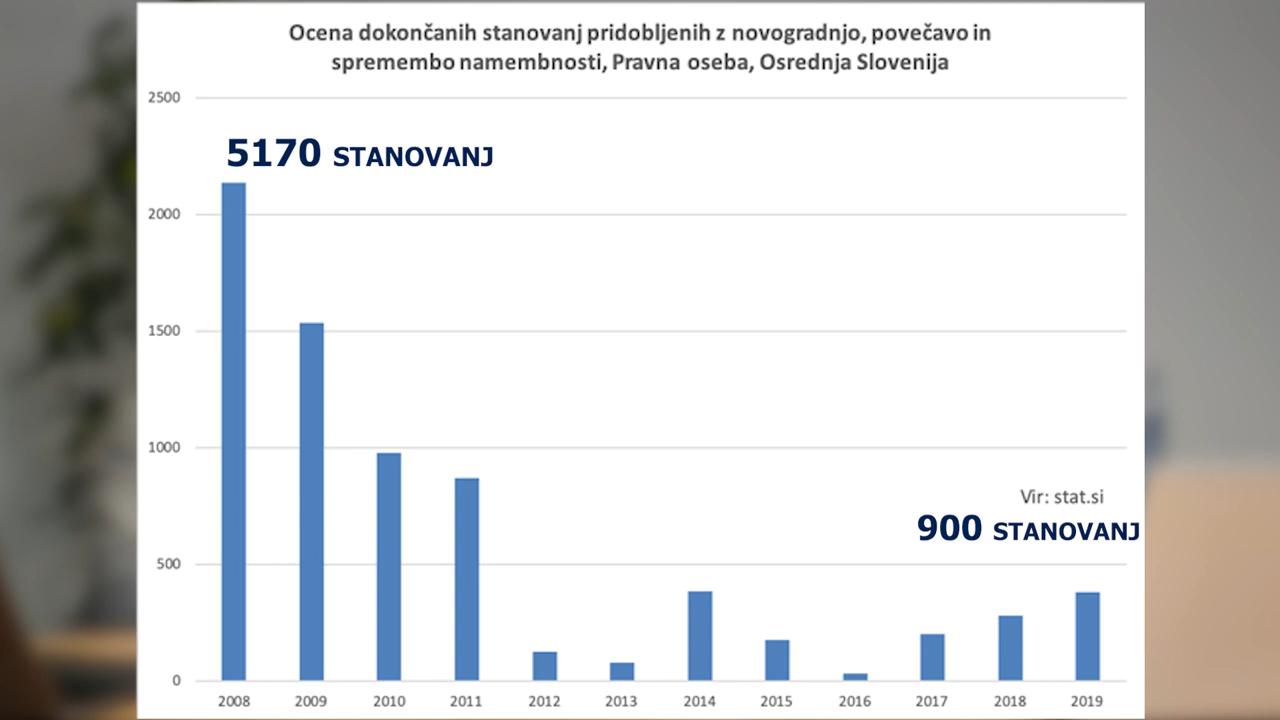 Ocena dokončanih stanovanj pridobljenih z novogradnjo, povečavo in
spremembo namembnosti, Pravna oseba, Osrednja Slovenija
2500
5170 STANOVANJ
2000
1500
1000
Vir: stat.si
900 STANOVANJ
500
0
2008 2009 2010 2011 2012 2013 2014 2015 2016 2017 2018 2019